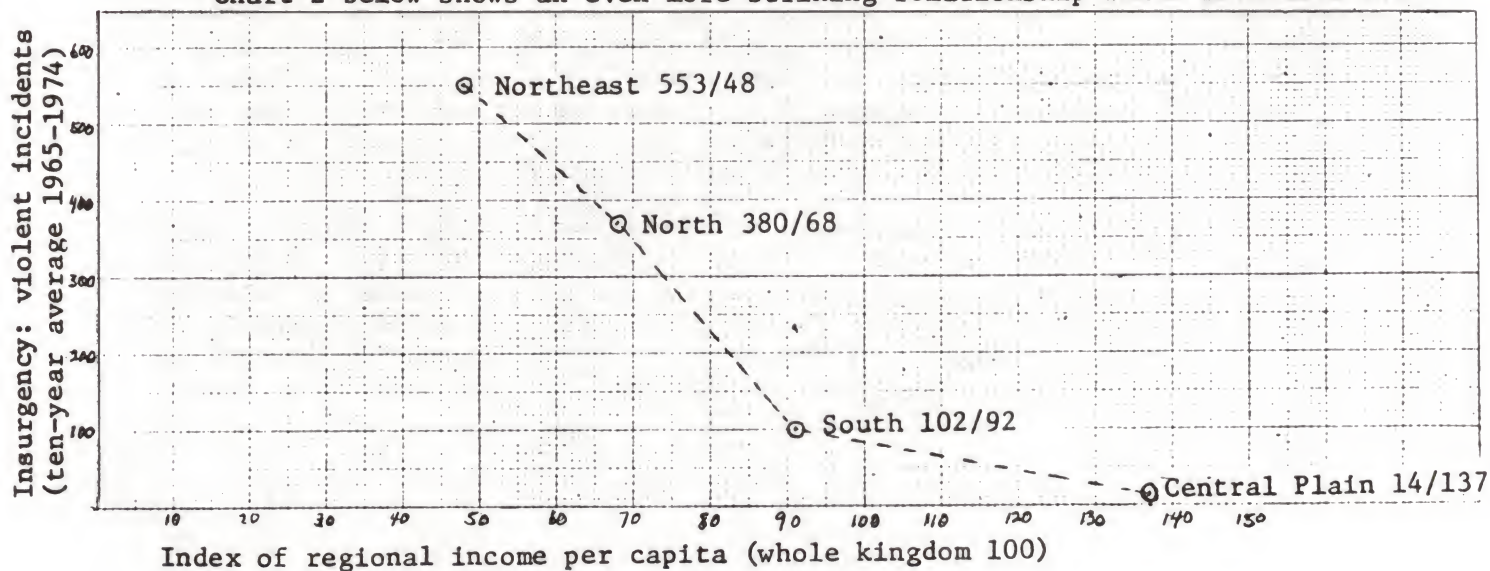 Insurgency: violent incidents
(ten-year average 1965-1974)
600
500
400
300
200
100
Northeast 553/48
North 380/68
South 102/92
Central Plain 14/137
10 20 30 40 50 60 70 80 90 100 110 120 130 140 150
Index of regional income per capita (whole kingdom 100)